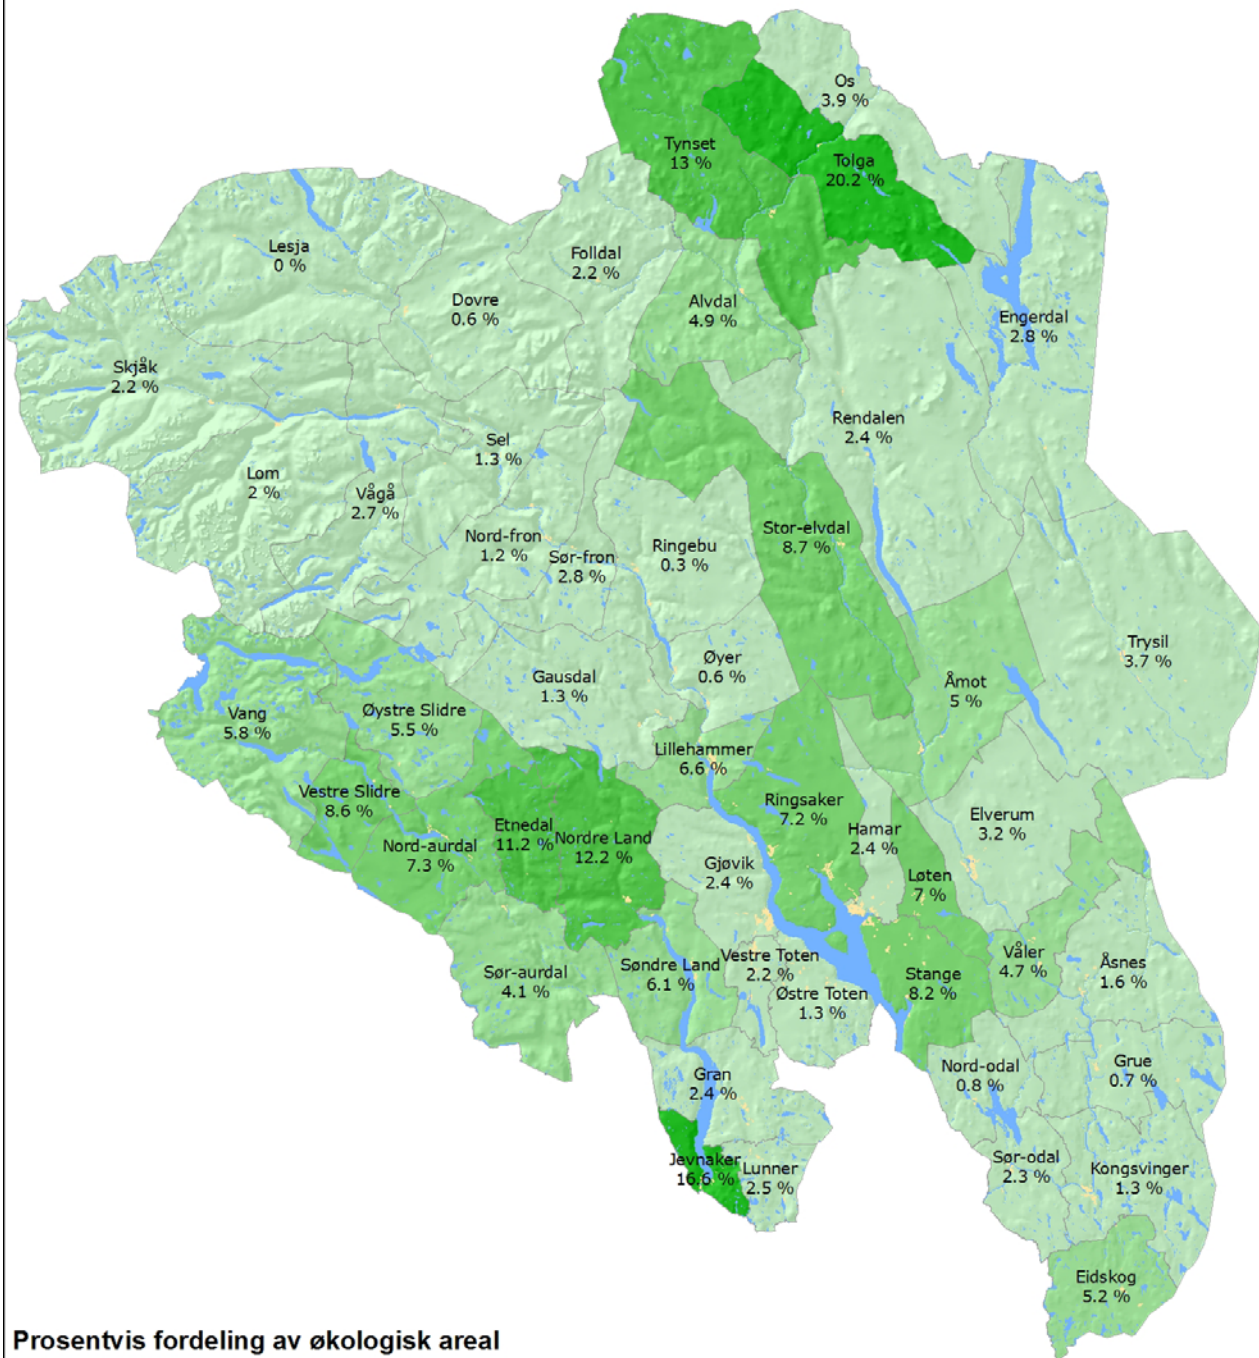 Os
3.9 %
Tynset
13 %
Tolga
20.2 %
Lesja
0 %
Folldal
2.2 %
Dovre
0.6 %
Alvdal
4.9 %
Engerdal
2.8 %
Skjåk
2.2 %
Rendalen
2.4 %
Sel
1.3 %
Lom
2 %
Vågå
2.7 %
Nord-fron
1.2 %
Sør-fron
2.8 %
Ringebu
0.3 %
Stor-elvdal
8.7 %
Trysil
3.7 %
Øyer
0.6 %
Gausdal
1.3 %
Åmot
5 %
Vang
5.8 %
Øystre Slidre
5.5 %
Lillehammer
6.6 %
Vestre Slidre
8.6 %
Ringsaker
7.2 %
Hamar
2.4 %
Elverum
3.2 %
Etnedal
11.2 %
Nordre Land
12.2 %
Nord-aurdal
7.3 %
Gjøvik
2.4 %
Løten
7 %
Sør-aurdal
4.1 %
Søndre Land
6.1 %
Vestre Toten
2.2 %
Østre Toten
1.3 %
Stange
8.2 %
Våler
4.7 %
Åsnes
1.6 %
Gran
2.4 %
Nord-odal
0.8 %
Grue
0.7 %
Jevnaker
16.6 %
Lunner
2.5 %
Sør-odal
2.3 %
Kongsvinger
1.3 %
Eidskog
5.2 %
Prosentvis fordeling av økologisk areal